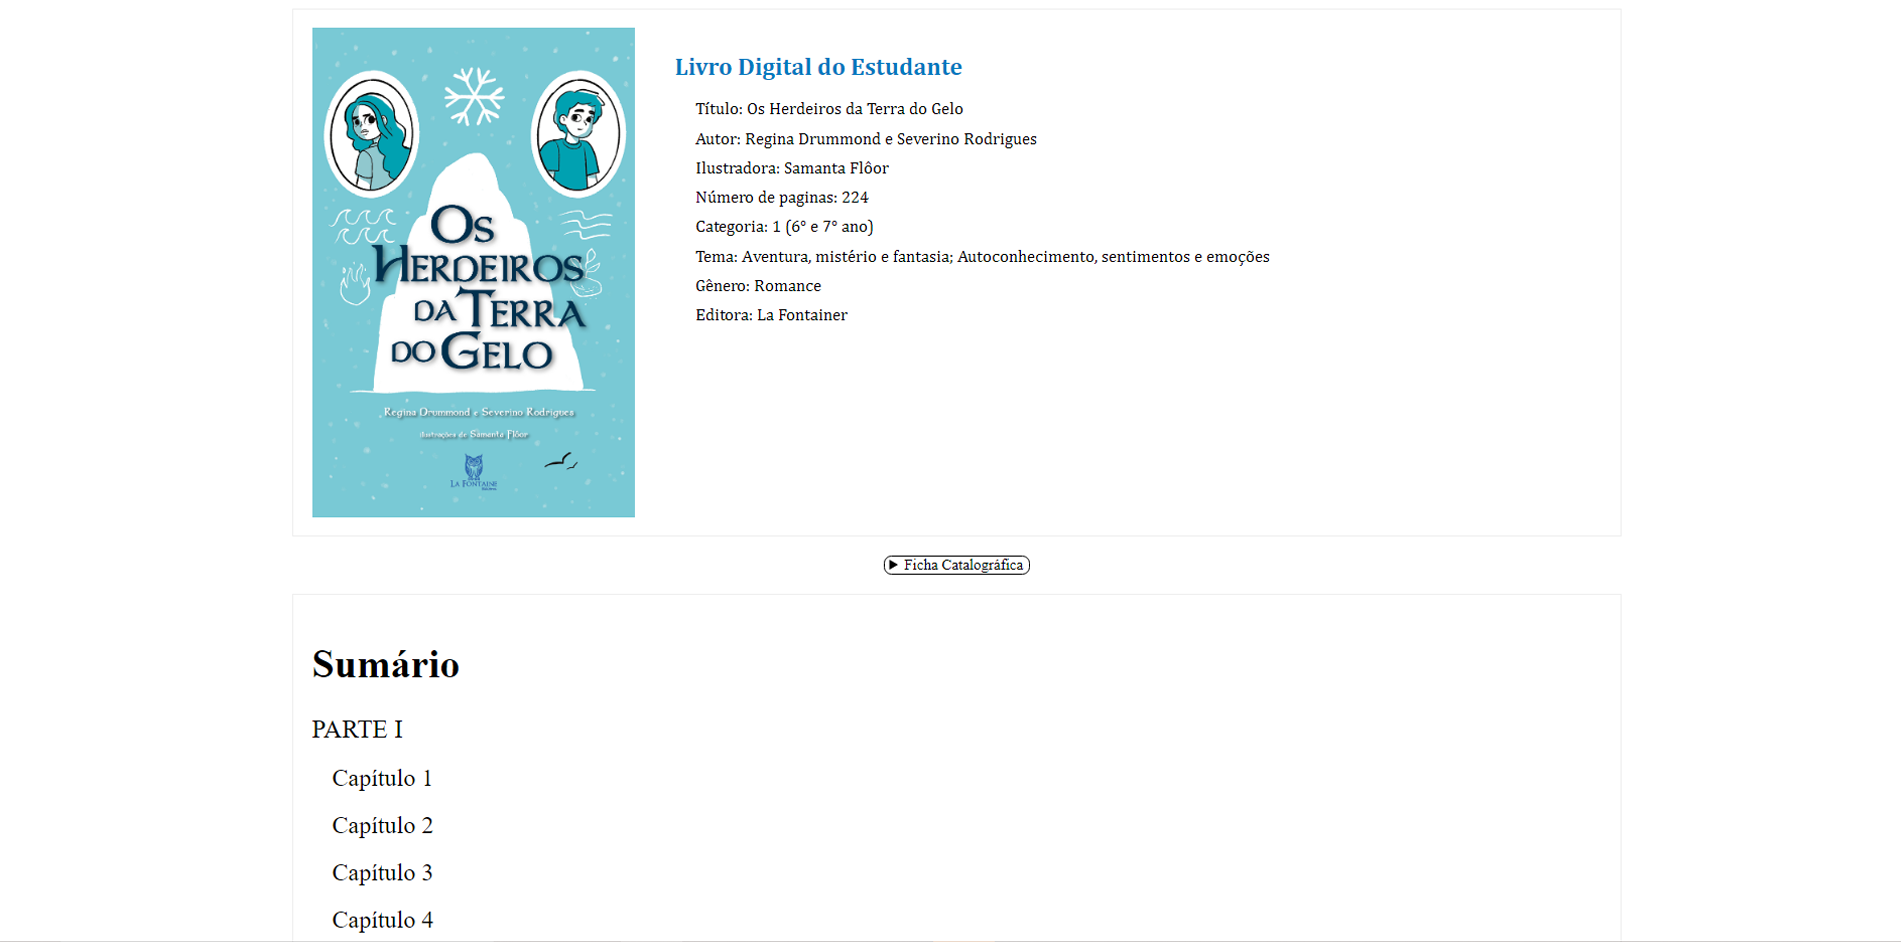 Os
Herdeiros
da Terra
do Gelo
Regina Drummond e Severino Rodrigues
ilustrações de Samanta Flôor
La Fontaine
Livro Digital do Estudante
Título: Os Herdeiros da Terra do Gelo
Autor: Regina Drummond e Severino Rodrigues
Ilustradora: Samanta Flôor
Número de paginas: 224
Categoria: 1 (6º e 7º ano)
Tema: Aventura, mistério e fantasia; Autoconhecimento, sentimentos e emoções
Gênero: Romance
Editora: La Fontainer
Ficha Catalográfica
Sumário
PARTE I
Capítulo 1
Capítulo 2
Capítulo 3
Capítulo 4